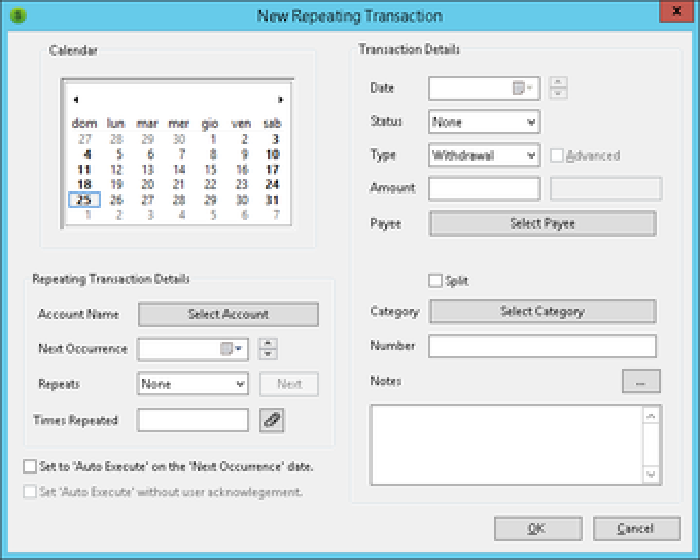 New Repeating Transaction
Calendar
dom lun mar mer gio ven sab
27 28 29 30 1 2 3
4 5 6 7 8 9 10
11 12 13 14 15 16 17
18 19 20 21 22 23 24
25 26 27 28 29 30 31
1 2 3 4 5 6 7
Repeating Transaction Details
Account Name Select Account
Next Occurrence
Repeats None Next
Times Repeated
Set to 'Auto Execute' on the 'Next Occurrence' date.
Set 'Auto Execute' without user acknowlegement.
Transaction Details
Date
Status None
Type Withdrawal Advanced
Amount
Payee Select Payee
Split
Category Select Category
Number
Notes ...
OK Cancel